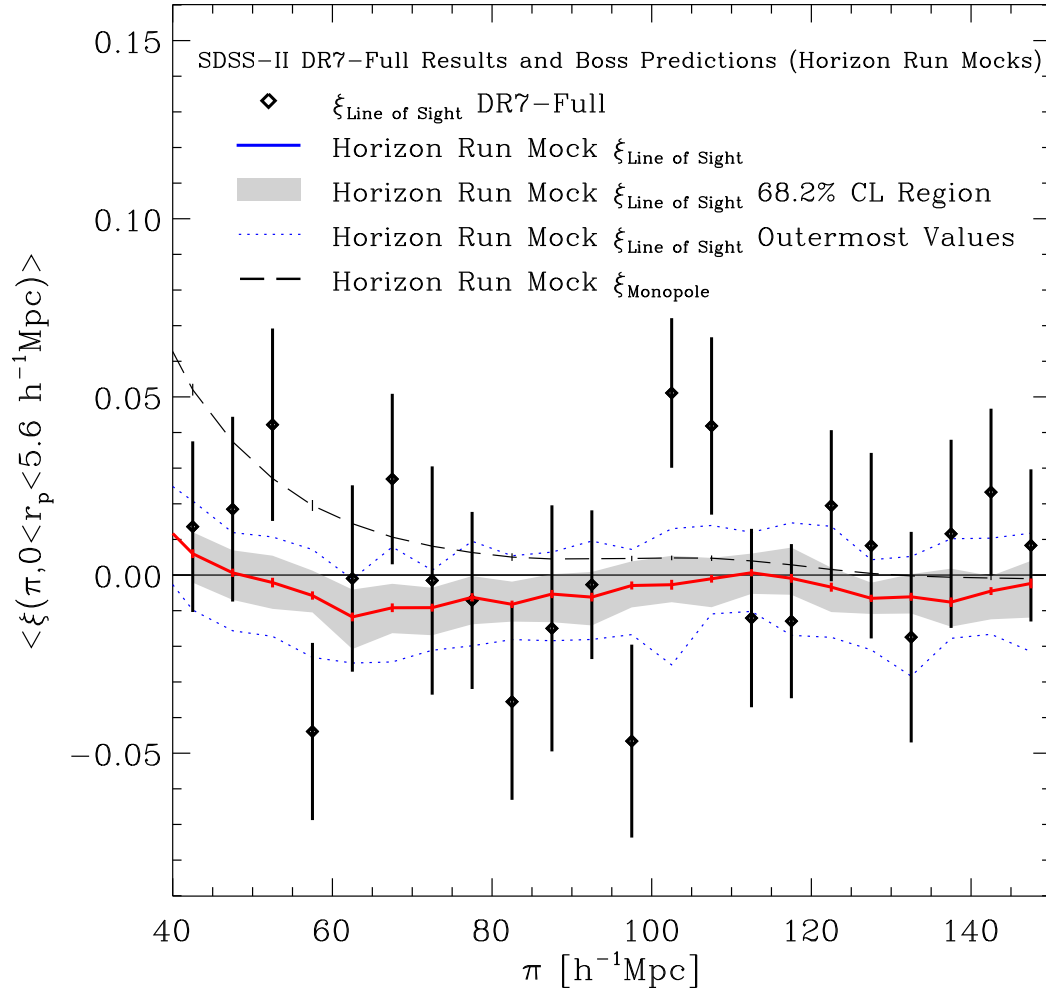 SDSS-II DR7-Full Results and Boss Predictions (Horizon Run Mocks)
ξLine of Sight DR7-Full
Horizon Run Mock ξLine of Sight
Horizon Run Mock ξLine of Sight 68.2% CL Region
Horizon Run Mock ξLine of Sight Outermost Values
Horizon Run Mock ξMonopole
0.15
0.10
0.05
0.00
−0.05
<ξ(π,0<rp<5.6 h⁻¹Mpc)>
40 60 80 100 120 140
π [h⁻¹Mpc]